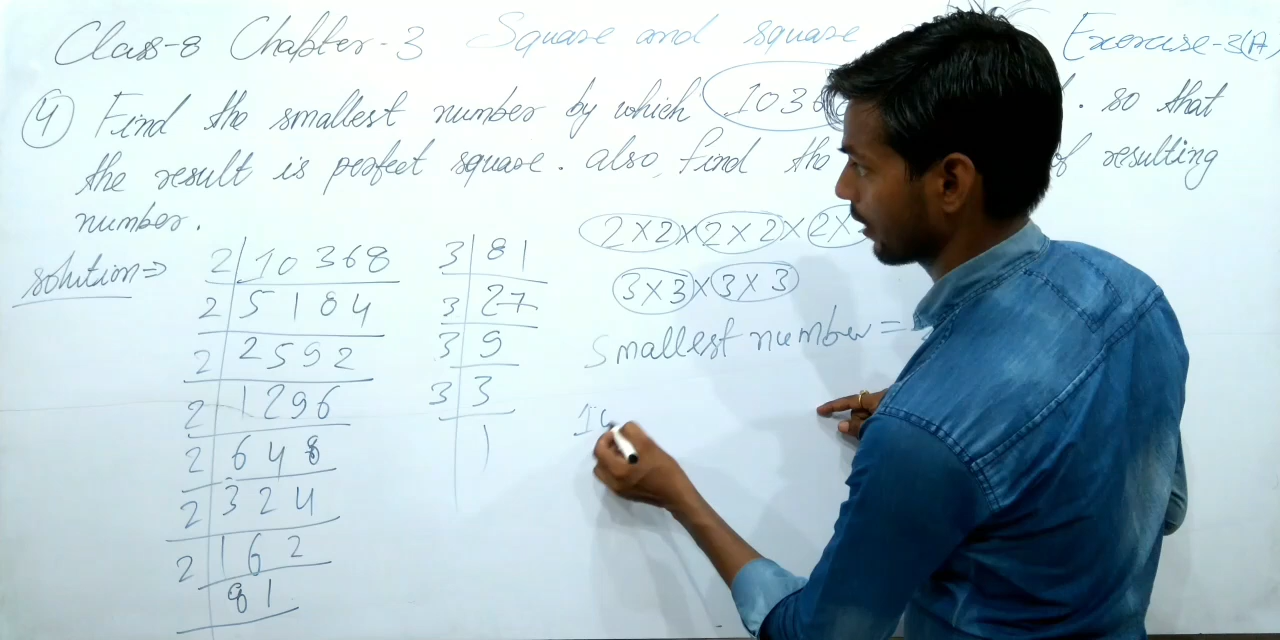 Class-8 Chapter-3 Square and square Exercise-3(A)
(4) Find the smallest number by which 1036 . so that
the result is perfect square. also, find the of resulting
number.
solution⇒
2|10368
2|5184
2|2592
2|1296
2|648
2|324
2|162
81
3|81
3|27
3|9
3|3
1
2×2×2×2×2×
3×3×3×3
Smallest number =